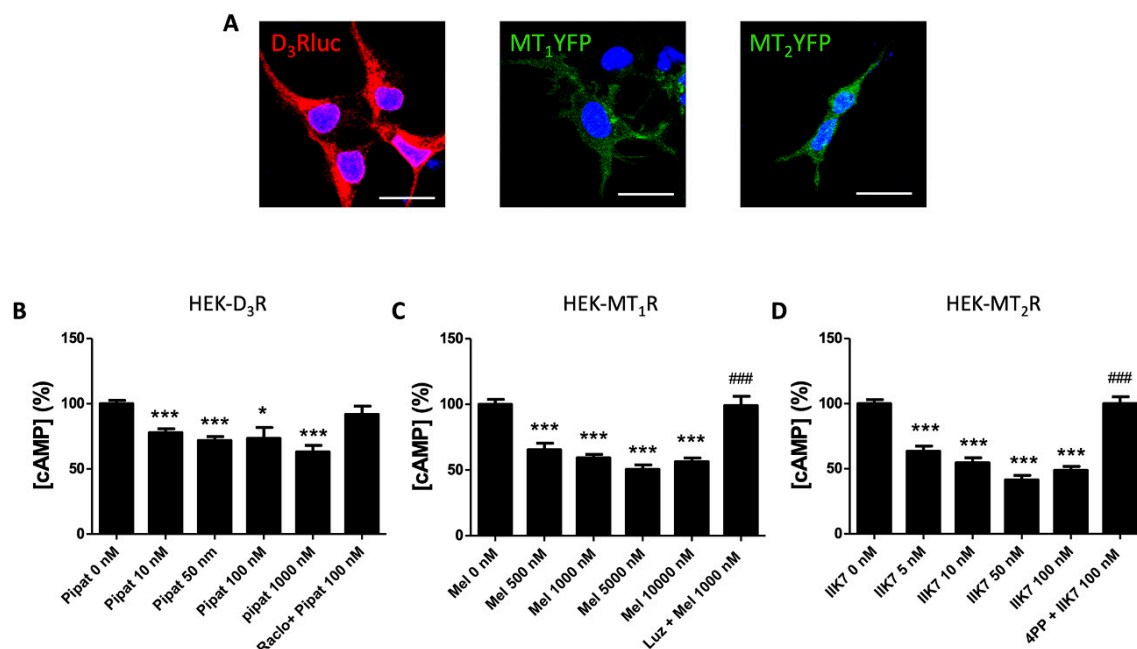 A
D₃Rluc
MT₁YFP
MT₂YFP
B
HEK-D₃R
[cAMP] (%)
150
100
50
0
***
***
*
***
Pipat 0 nM
Pipat 10 nM
Pipat 50 nm
Pipat 100 nM
pipat 1000 nM
Raclo+ Pipat 100 nM
C
HEK-MT₁R
[cAMP] (%)
150
100
50
0
***
***
***
***
###
Mel 0 nM
Mel 500 nM
Mel 1000 nM
Mel 5000 nM
Mel 10000 nM
Luz + Mel 1000 nM
D
HEK-MT₂R
[cAMP] (%)
150
100
50
0
***
***
***
***
###
IIK7 0 nM
IIK7 5 nM
IIK7 10 nM
IIK7 50 nM
IIK7 100 nM
4PP + IIK7 100 nM